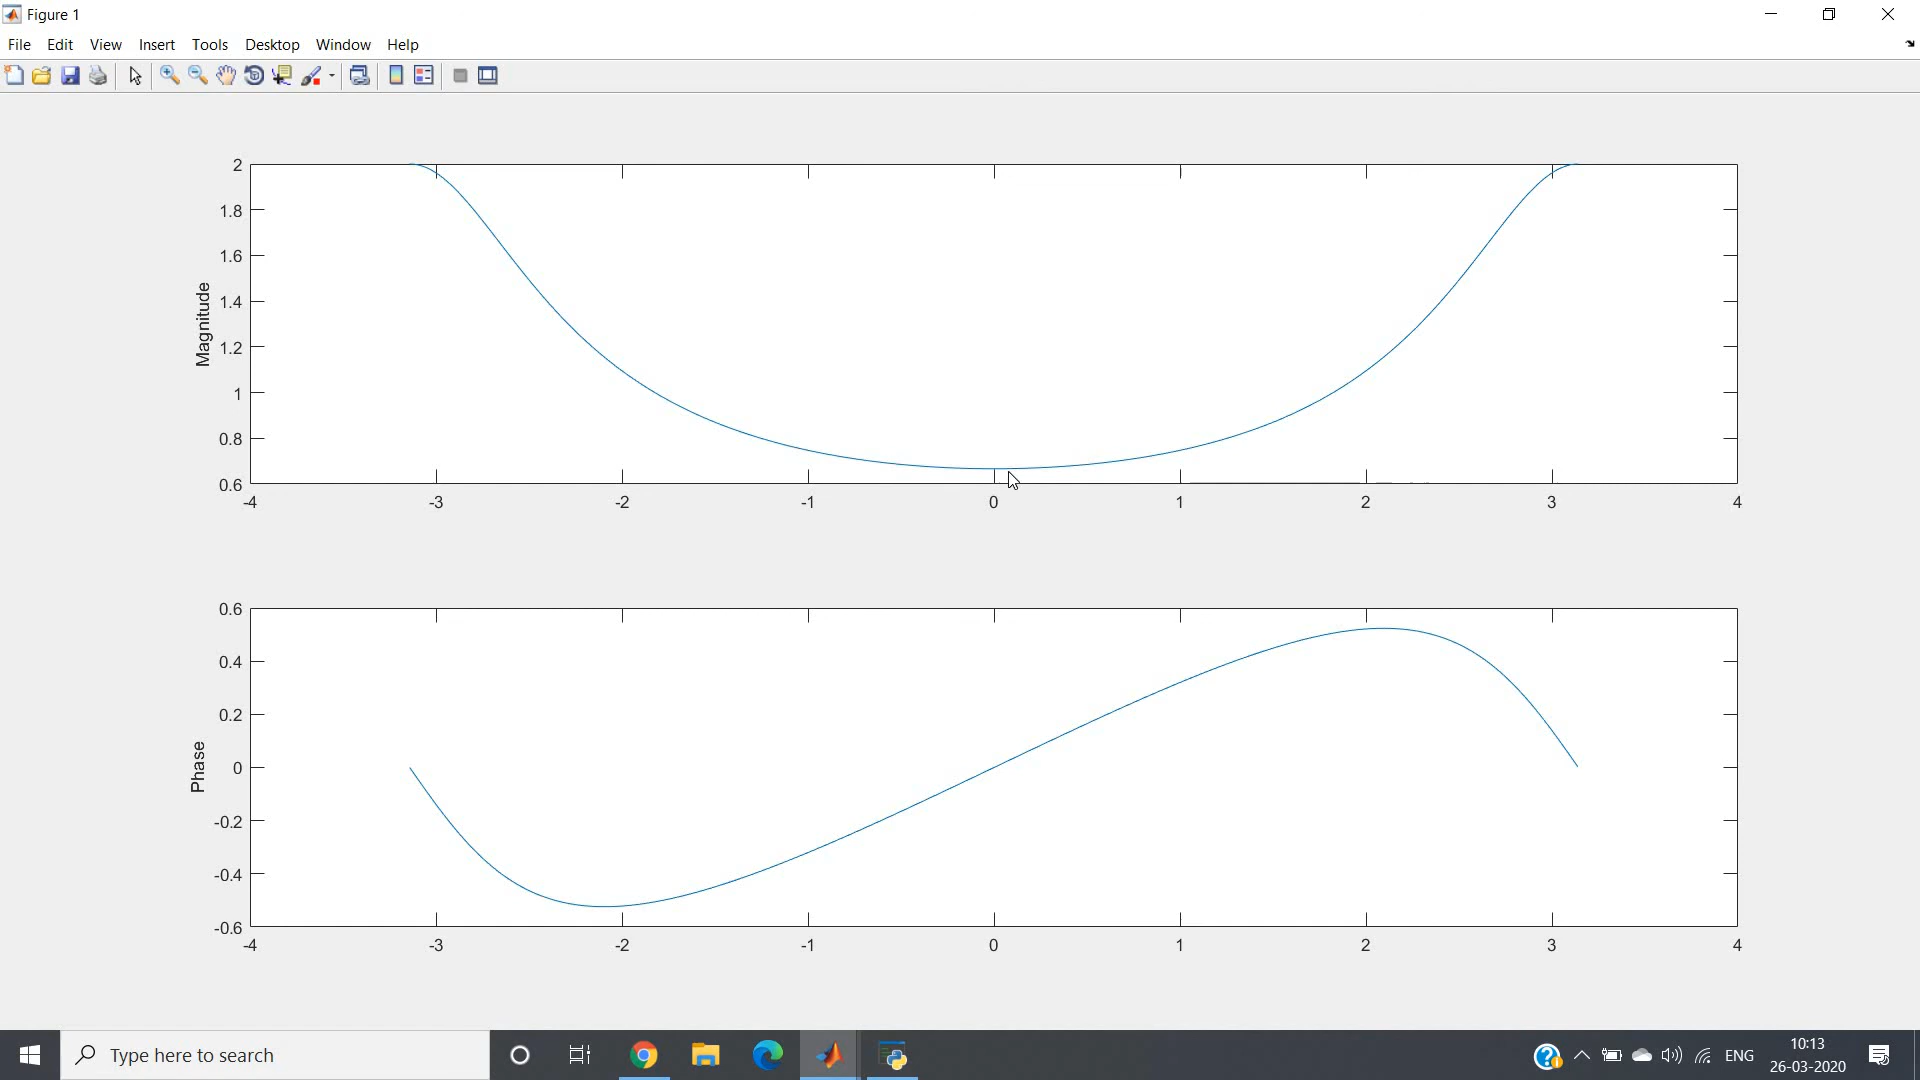 Figure 1
File Edit View Insert Tools Desktop Window Help
Magnitude
2
1.8
1.6
1.4
1.2
1
0.8
0.6
-4 -3 -2 -1 0 1 2 3 4
Phase
0.6
0.4
0.2
0
-0.2
-0.4
-0.6
-4 -3 -2 -1 0 1 2 3 4
Type here to search
ENG
10:13
26-03-2020